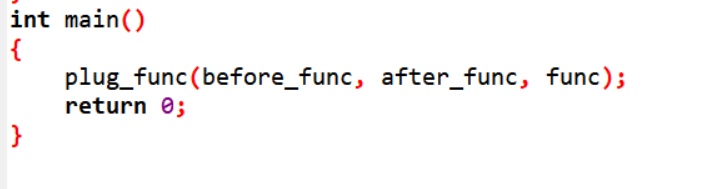 int main()
{
    plug_func(before_func, after_func, func);
    return 0;
}